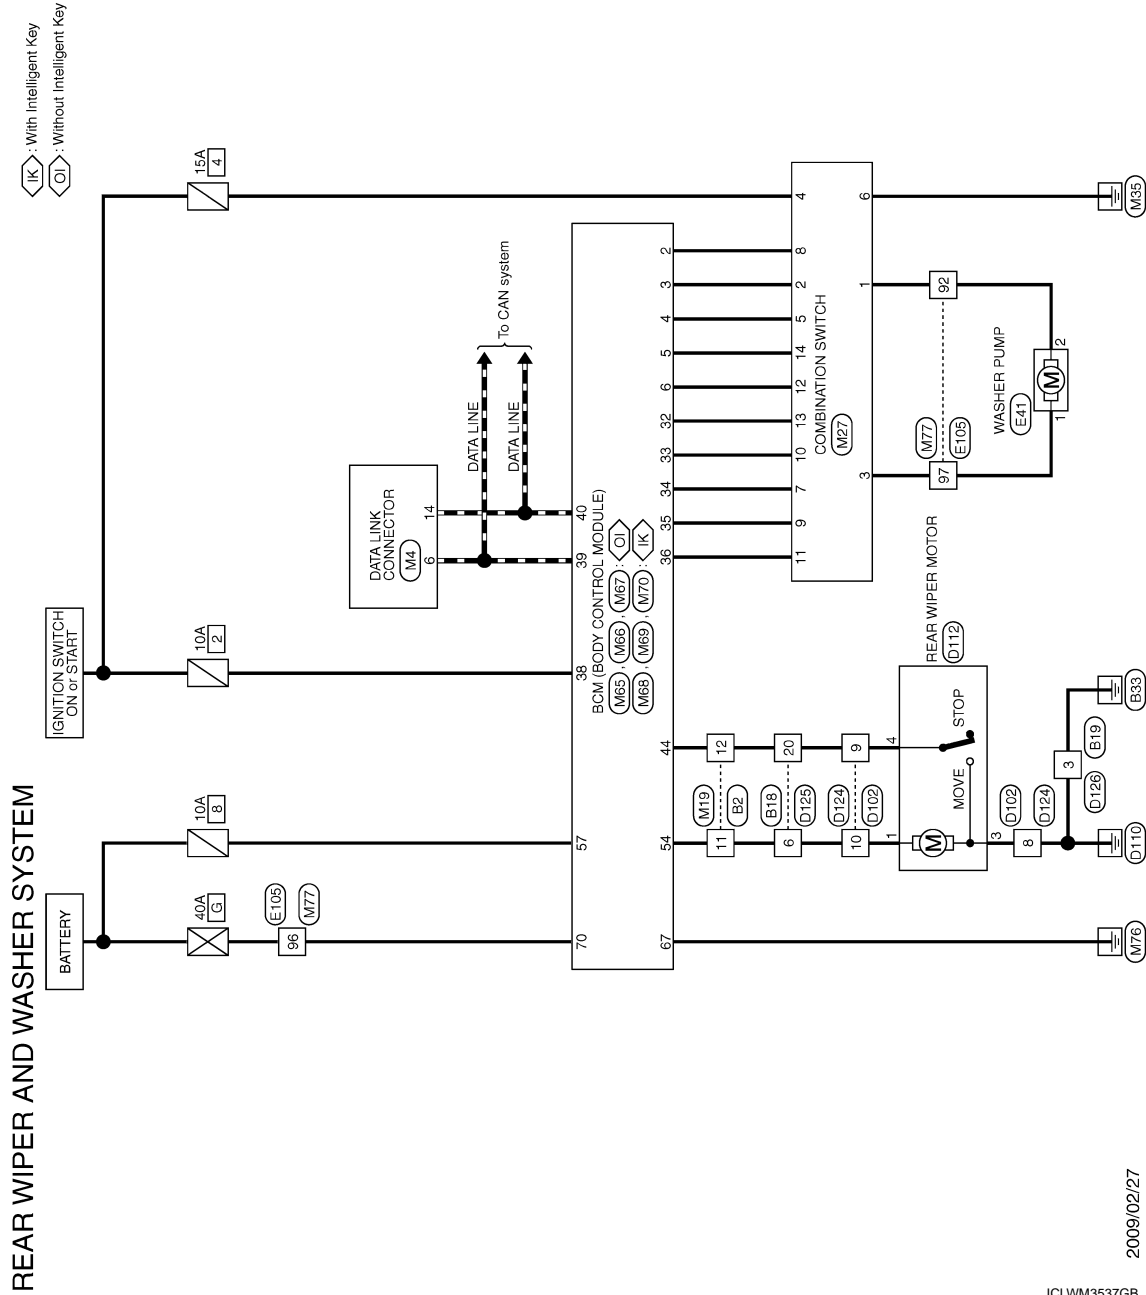 REAR WIPER AND WASHER SYSTEM
IK : With Intelligent Key
OI : Without Intelligent Key
BATTERY
IGNITION SWITCH
ON or START
40A
G
10A
8
10A
2
15A
4
E105
96
M77
DATA LINK
CONNECTOR
M4
6
14
DATA LINE
DATA LINE
To CAN system
70
57
38
39
40
BCM (BODY CONTROL MODULE)
M65 , M66 , M67 : OI
M68 , M69 , M70 : IK
67
54
44
36
35
34
33
32
6
5
4
3
2
11
9
7
10
13
12
14
5
2
8
4
COMBINATION SWITCH
M27
3
1
6
11
M19
B2
12
6
B18
D125
20
10
D124
D102
9
1
4
REAR WIPER MOTOR
D112
M
MOVE
STOP
3
8
D102
D124
3
D126
B19
97
M77
E105
92
WASHER PUMP
E41
1
M
2
M76
D110
B33
M35
2009/02/27
JCLWM3537GB